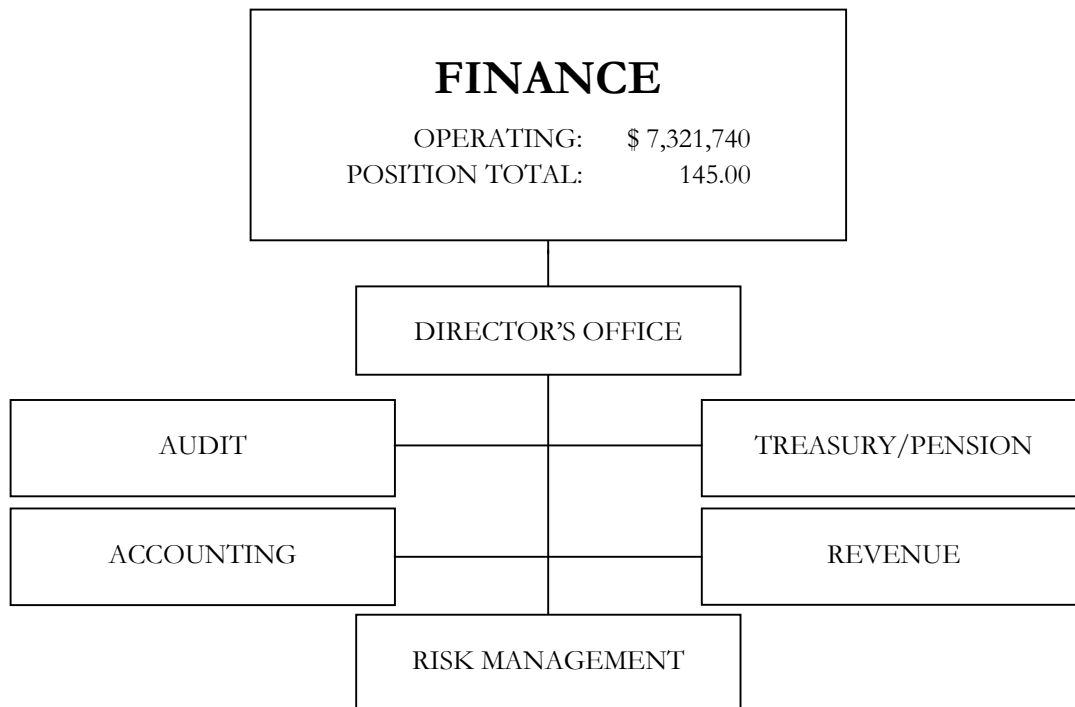 FINANCE
OPERATING: $ 7,321,740
POSITION TOTAL: 145.00
DIRECTOR’S OFFICE
AUDIT
TREASURY/PENSION
ACCOUNTING
REVENUE
RISK MANAGEMENT